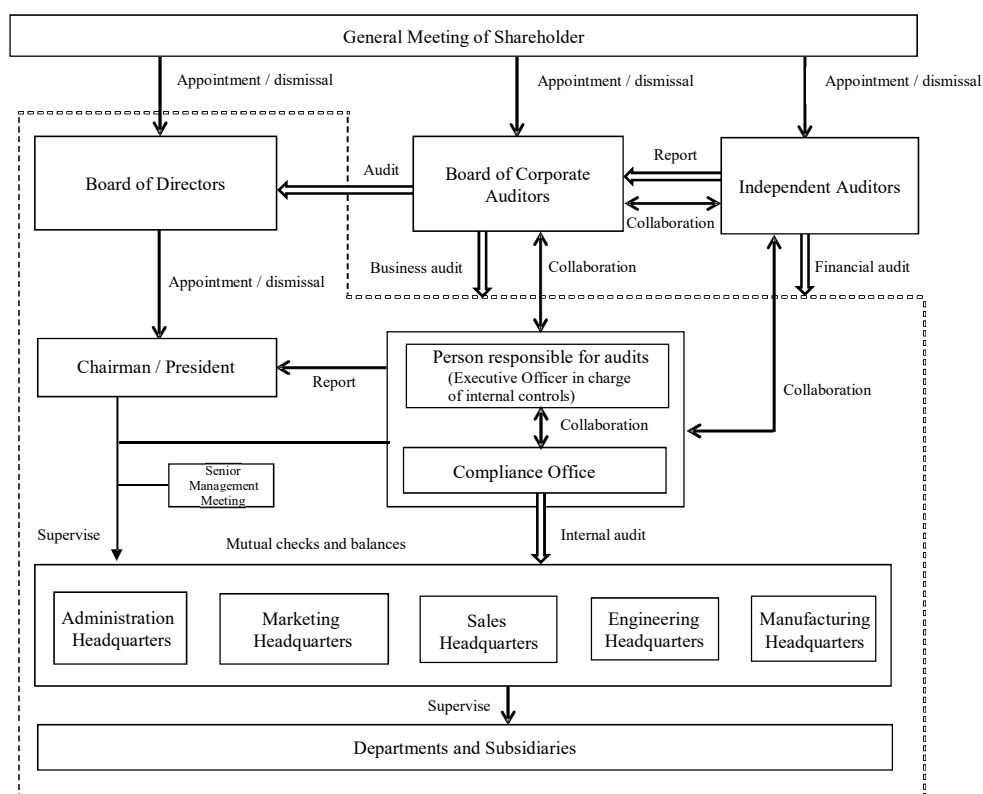 General Meeting of Shareholder
Appointment / dismissal
Appointment / dismissal
Appointment / dismissal
Board of Directors
Audit
Board of Corporate
Auditors
Report
Collaboration
Independent Auditors
Appointment / dismissal
Business audit
Collaboration
Financial audit
Chairman / President
Report
Person responsible for audits
(Executive Officer in charge
of internal controls)
Collaboration
Collaboration
Compliance Office
Senior
Management
Meeting
Supervise
Mutual checks and balances
Internal audit
Administration
Headquarters
Marketing
Headquarters
Sales
Headquarters
Engineering
Headquarters
Manufacturing
Headquarters
Supervise
Departments and Subsidiaries